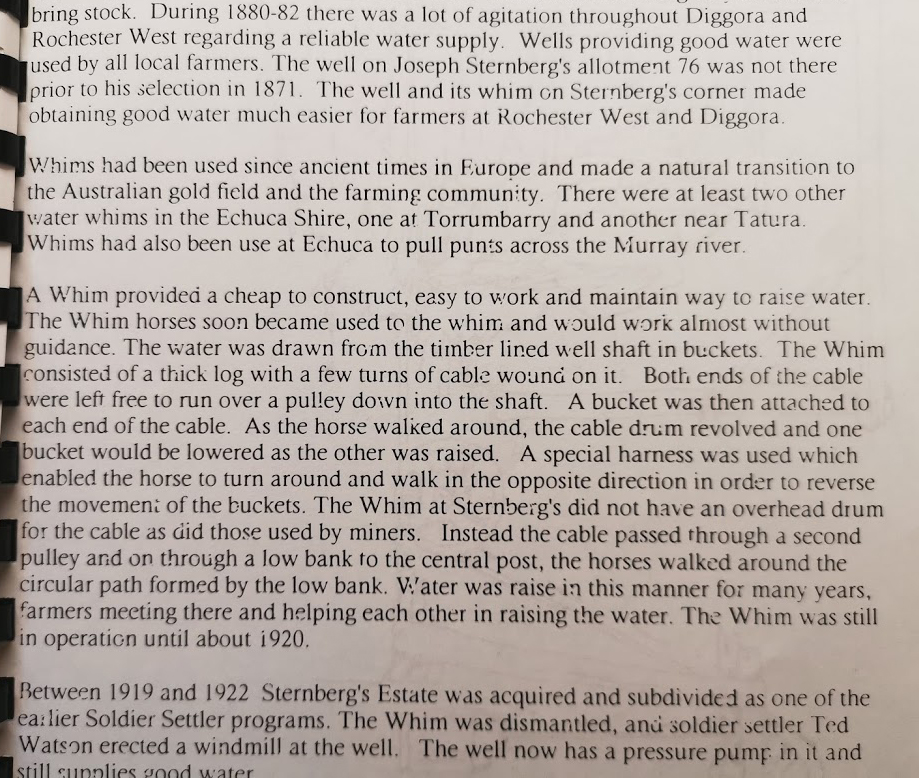 bring stock. During 1880-82 there was a lot of agitation throughout Diggora and
Rochester West regarding a reliable water supply. Wells providing good water were
used by all local farmers. The well on Joseph Sternberg's allotment 76 was not there
prior to his selection in 1871. The well and its whim on Sternberg's corner made
obtaining good water much easier for farmers at Rochester West and Diggora.
Whims had been used since ancient times in Europe and made a natural transition to
the Australian gold field and the farming community. There were at least two other
water whims in the Echuca Shire, one at Torrumbarry and another near Tatura.
Whims had also been use at Echuca to pull punts across the Murray river.
A Whim provided a cheap to construct, easy to work and maintain way to raise water.
The Whim horses soon became used to the whim and would work almost without
guidance. The water was drawn from the timber lined well shaft in buckets. The Whim
consisted of a thick log with a few turns of cable wound on it. Both ends of the cable
were left free to run over a pulley down into the shaft. A bucket was then attached to
each end of the cable. As the horse walked around, the cable drum revolved and one
bucket would be lowered as the other was raised. A special harness was used which
enabled the horse to turn around and walk in the opposite direction in order to reverse
the movement of the buckets. The Whim at Sternberg's did not have an overhead drum
for the cable as did those used by miners. Instead the cable passed through a second
pulley and on through a low bank to the central post, the horses walked around the
circular path formed by the low bank. Water was raise in this manner for many years,
farmers meeting there and helping each other in raising the water. The Whim was still
in operation until about 1920.
Between 1919 and 1922 Sternberg's Estate was acquired and subdivided as one of the
earlier Soldier Settler programs. The Whim was dismantled, and soldier settler Ted
Watson erected a windmill at the well. The well now has a pressure pump in it and
still supplies good water